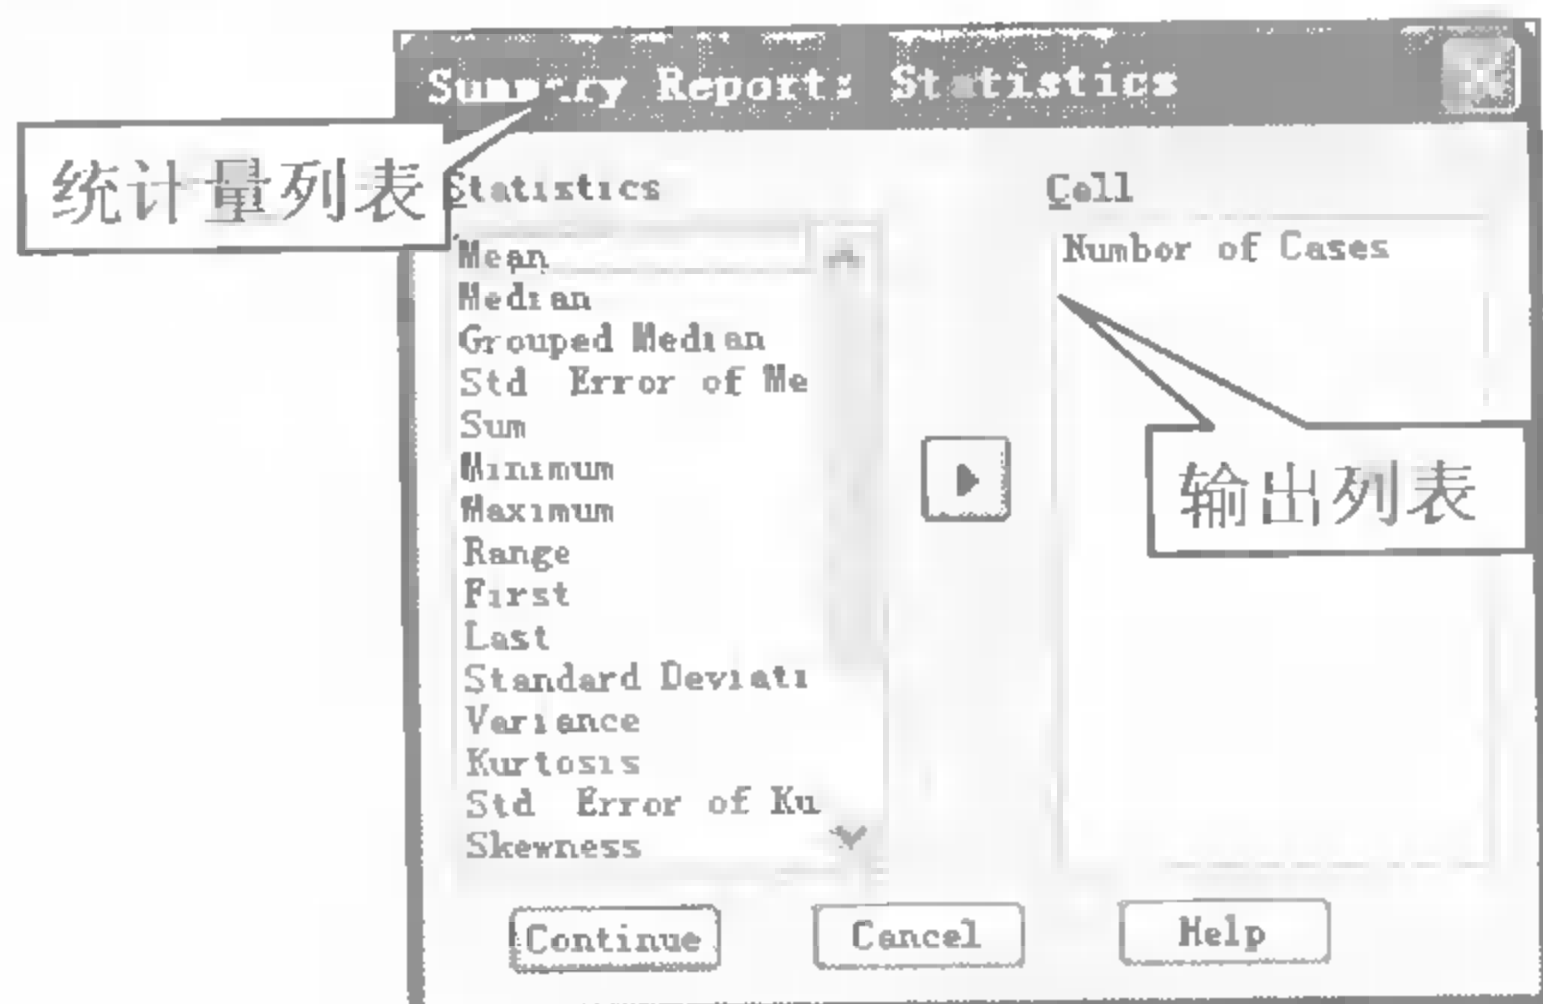 Summary Report: Statistics
统计量列表
Statistics
Cell
Mean
Median
Grouped Median
Std Error of Me
Sum
Minimum
Maximum
Range
First
Last
Standard Deviati
Variance
Kurtosis
Std Error of Ku
Skewness
Number of Cases
输出列表
Continue
Cancel
Help